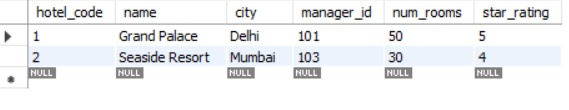 hotel_code name city manager_id num_rooms star_rating
1 Grand Palace Delhi 101 50 5
2 Seaside Resort Mumbai 103 30 4
NULL NULL NULL NULL NULL NULL